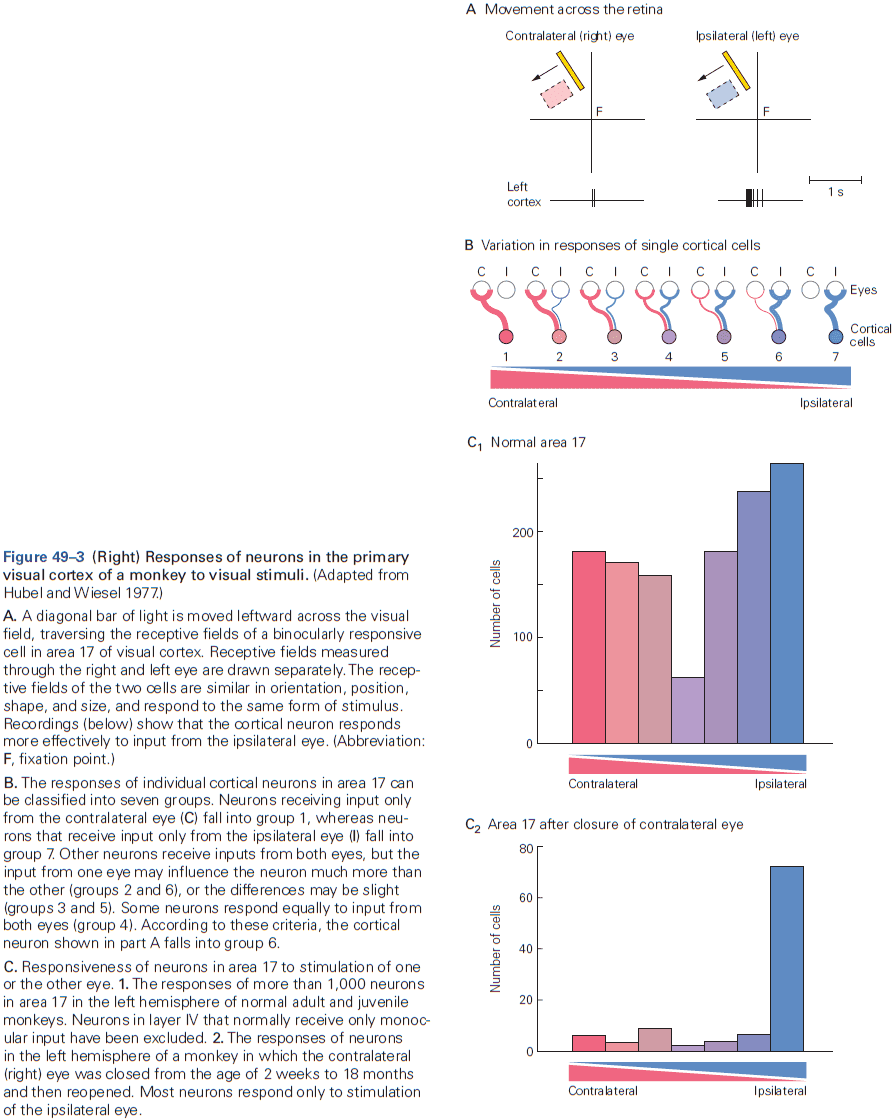 A Movement across the retina
Contralateral (right) eye
Ipsilateral (left) eye
F
F
Left
cortex
1 s
B Variation in responses of single cortical cells
C I C I C I C I C I C I C I
Eyes
Cortical
cells
1 2 3 4 5 6 7
Contralateral
Ipsilateral
C1 Normal area 17
Number of cells
200
100
0
Contralateral
Ipsilateral
C2 Area 17 after closure of contralateral eye
Number of cells
80
60
40
20
0
Contralateral
Ipsilateral
Figure 49–3 (Right) Responses of neurons in the primary
visual cortex of a monkey to visual stimuli. (Adapted from
Hubel and Wiesel 1977.)
A. A diagonal bar of light is moved leftward across the visual
field, traversing the receptive fields of a binocularly responsive
cell in area 17 of visual cortex. Receptive fields measured
through the right and left eye are drawn separately. The recep-
tive fields of the two cells are similar in orientation, position,
shape, and size, and respond to the same form of stimulus.
Recordings (below) show that the cortical neuron responds
more effectively to input from the ipsilateral eye. (Abbreviation:
F, fixation point.)
B. The responses of individual cortical neurons in area 17 can
be classified into seven groups. Neurons receiving input only
from the contralateral eye (C) fall into group 1, whereas neu-
rons that receive input only from the ipsilateral eye (I) fall into
group 7. Other neurons receive inputs from both eyes, but the
input from one eye may influence the neuron much more than
the other (groups 2 and 6), or the differences may be slight
(groups 3 and 5). Some neurons respond equally to input from
both eyes (group 4). According to these criteria, the cortical
neuron shown in part A falls into group 6.
C. Responsiveness of neurons in area 17 to stimulation of one
or the other eye. 1. The responses of more than 1,000 neurons
in area 17 in the left hemisphere of normal adult and juvenile
monkeys. Neurons in layer IV that normally receive only monoc-
ular input have been excluded. 2. The responses of neurons
in the left hemisphere of a monkey in which the contralateral
(right) eye was closed from the age of 2 weeks to 18 months
and then reopened. Most neurons respond only to stimulation
of the ipsilateral eye.